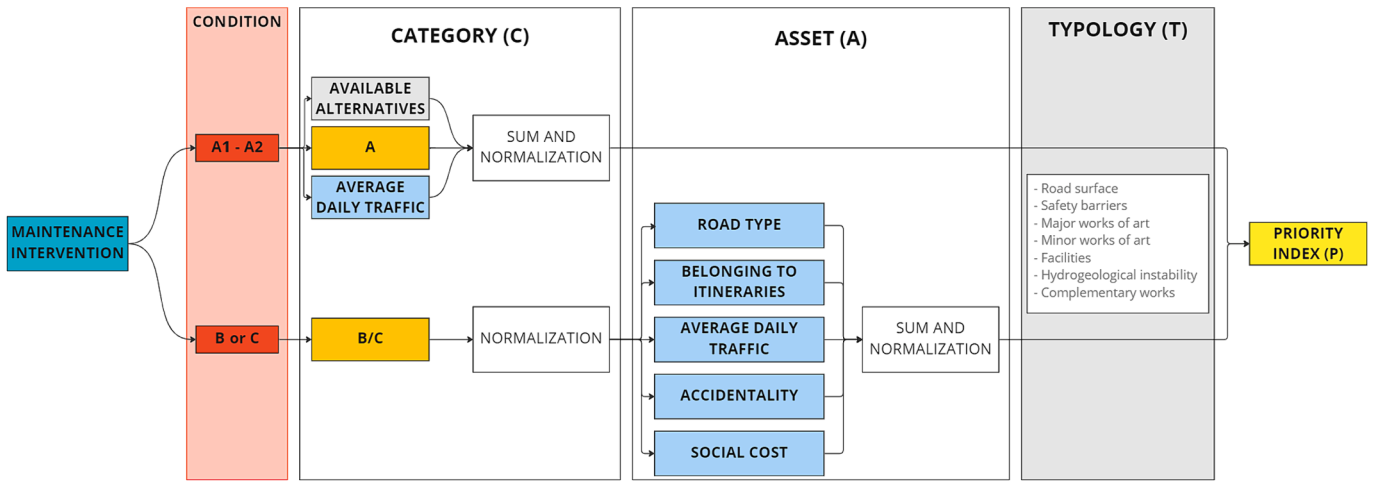 CONDITION
CATEGORY (C)
ASSET (A)
TYPOLOGY (T)
MAINTENANCE
INTERVENTION
A1 - A2
B or C
AVAILABLE
ALTERNATIVES
A
AVERAGE
DAILY TRAFFIC
SUM AND
NORMALIZATION
B/C
NORMALIZATION
ROAD TYPE
BELONGING TO
ITINERARIES
AVERAGE DAILY
TRAFFIC
ACCIDENTALITY
SOCIAL COST
SUM AND
NORMALIZATION
- Road surface
- Safety barriers
- Major works of art
- Minor works of art
- Facilities
- Hydrogeological instability
- Complementary works
PRIORITY
INDEX (P)